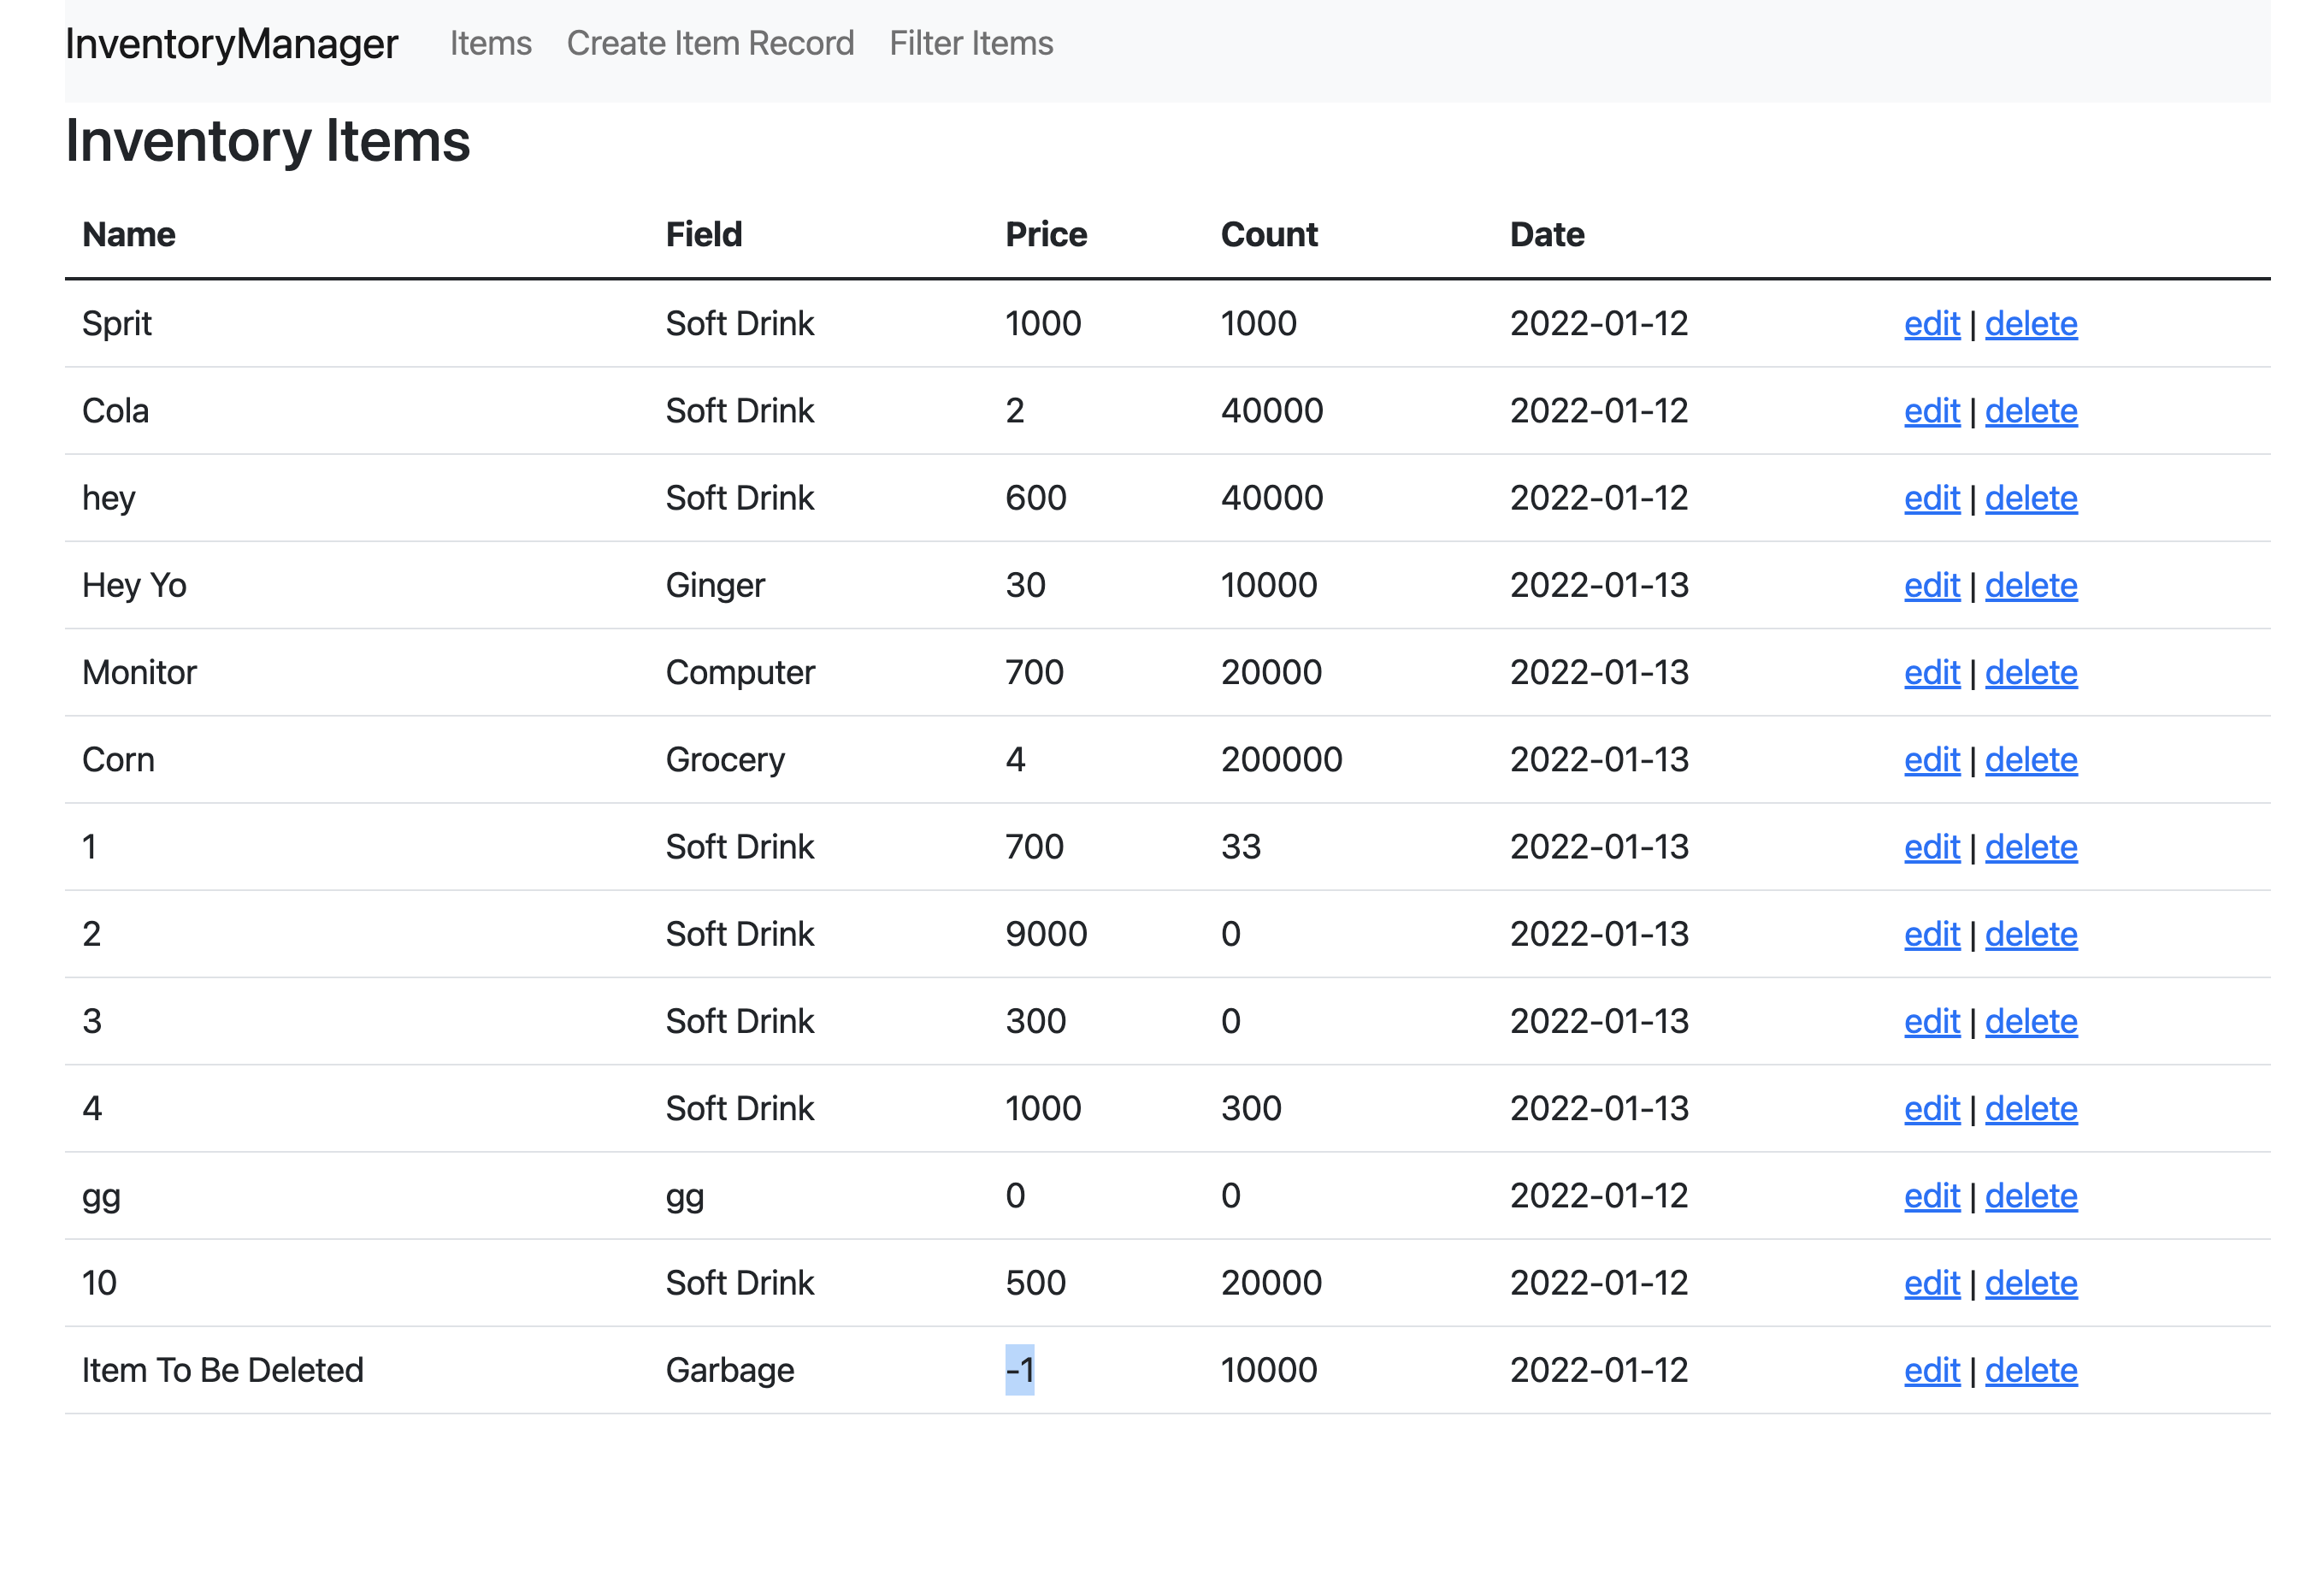 InventoryManager Items Create Item Record Filter Items
Inventory Items
Name Field Price Count Date
Sprit Soft Drink 1000 1000 2022-01-12 edit | delete
Cola Soft Drink 2 40000 2022-01-12 edit | delete
hey Soft Drink 600 40000 2022-01-12 edit | delete
Hey Yo Ginger 30 10000 2022-01-13 edit | delete
Monitor Computer 700 20000 2022-01-13 edit | delete
Corn Grocery 4 200000 2022-01-13 edit | delete
1 Soft Drink 700 33 2022-01-13 edit | delete
2 Soft Drink 9000 0 2022-01-13 edit | delete
3 Soft Drink 300 0 2022-01-13 edit | delete
4 Soft Drink 1000 300 2022-01-13 edit | delete
gg gg 0 0 2022-01-12 edit | delete
10 Soft Drink 500 20000 2022-01-12 edit | delete
Item To Be Deleted Garbage -1 10000 2022-01-12 edit | delete